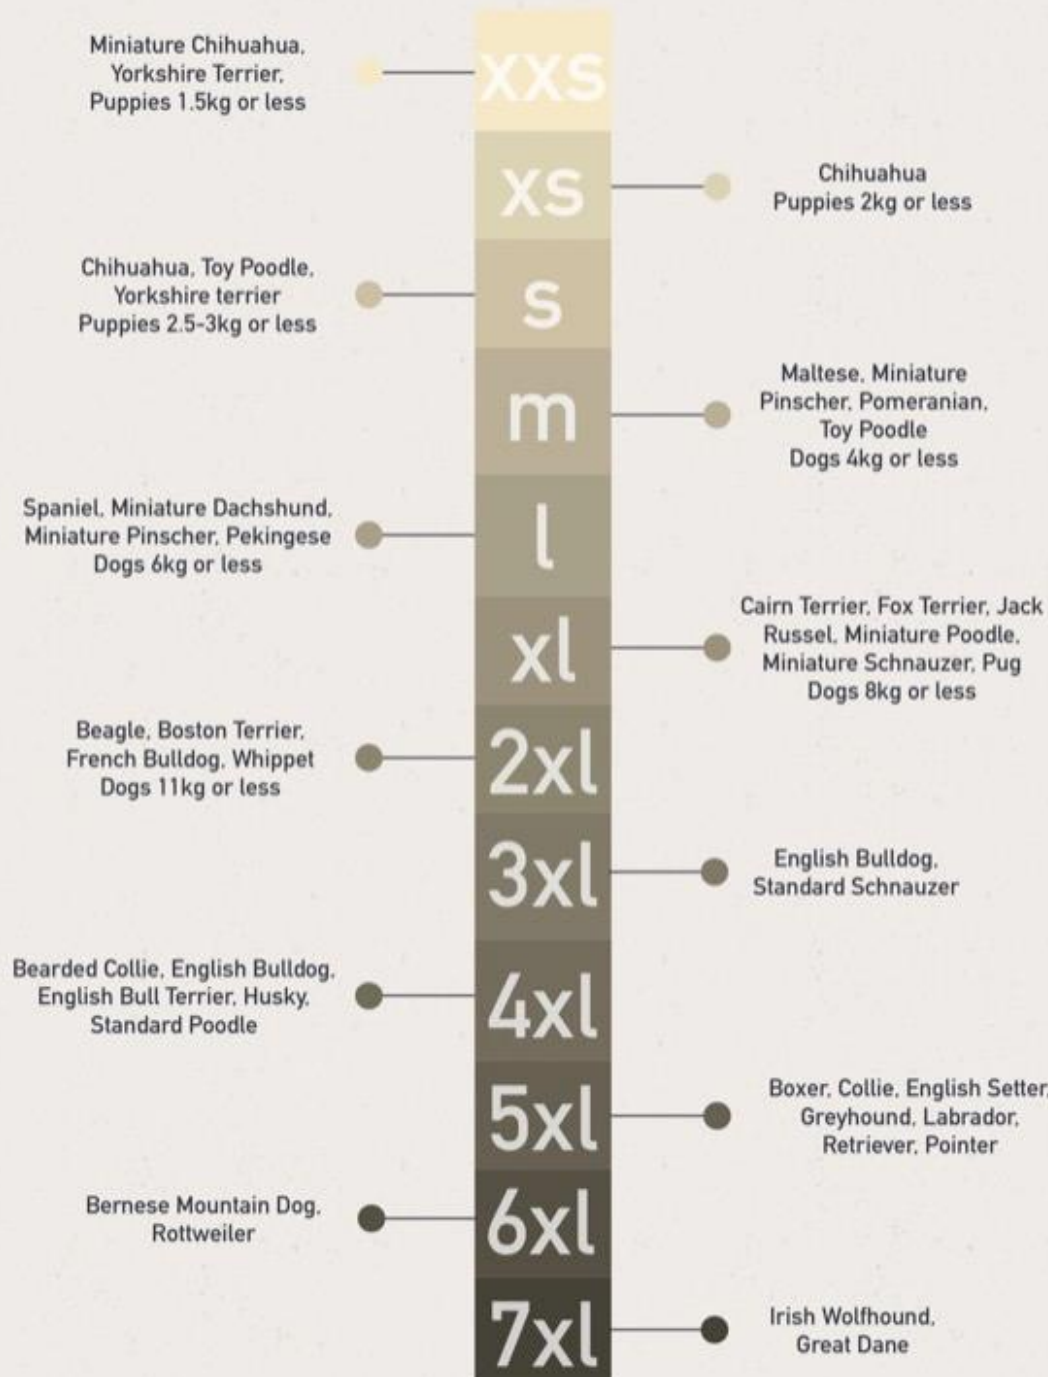 Miniature Chihuahua,
Yorkshire Terrier,
Puppies 1.5kg or less
xxs
xs
Chihuahua
Puppies 2kg or less
Chihuahua, Toy Poodle,
Yorkshire terrier
Puppies 2.5-3kg or less
s
m
Maltese, Miniature
Pinscher, Pomeranian,
Toy Poodle
Dogs 4kg or less
Spaniel, Miniature Dachshund,
Miniature Pinscher, Pekingese
Dogs 6kg or less
l
xl
Cairn Terrier, Fox Terrier, Jack
Russel, Miniature Poodle,
Miniature Schnauzer, Pug
Dogs 8kg or less
Beagle, Boston Terrier,
French Bulldog, Whippet
Dogs 11kg or less
2xl
3xl
English Bulldog,
Standard Schnauzer
Bearded Collie, English Bulldog,
English Bull Terrier, Husky,
Standard Poodle
4xl
5xl
Boxer, Collie, English Setter,
Greyhound, Labrador,
Retriever, Pointer
Bernese Mountain Dog,
Rottweiler
6xl
7xl
Irish Wolfhound,
Great Dane